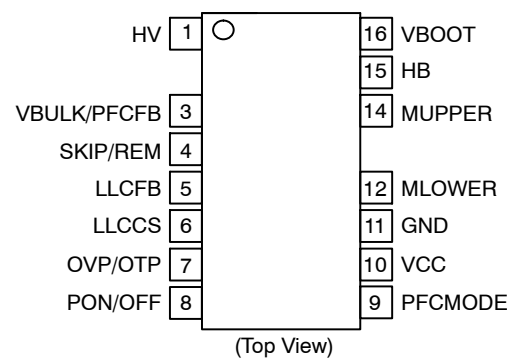 HV 1 16 VBOOT
15 HB
VBULK/PFCFB 3 14 MUPPER
SKIP/REM 4
LLCFB 5 12 MLOWER
LLCCS 6 11 GND
OVP/OTP 7 10 VCC
PON/OFF 8 9 PFCMODE
(Top View)